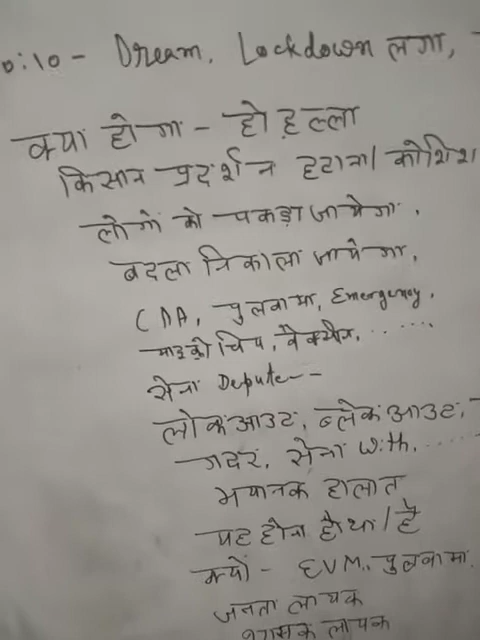 0:10 - Dream, Lockdown लगा,
क्या होगा - हो हल्ला
किसान प्रदर्शन हटाना / कोशिश
लोगों को पकड़ा जायेगा.
बदला निकाला जायेगा,
CAA, पुलवामा, Emergency,
माइक्रो चिप, वैक्सीन, .....
सेना Depute --
लोकआउट, ब्लेकआउट,
गदर, सेना with, .....
भयानक हालात
यह होना ही था / है
क्यों - EVM, पुलवामा.
जनता लायक
शासक लायक